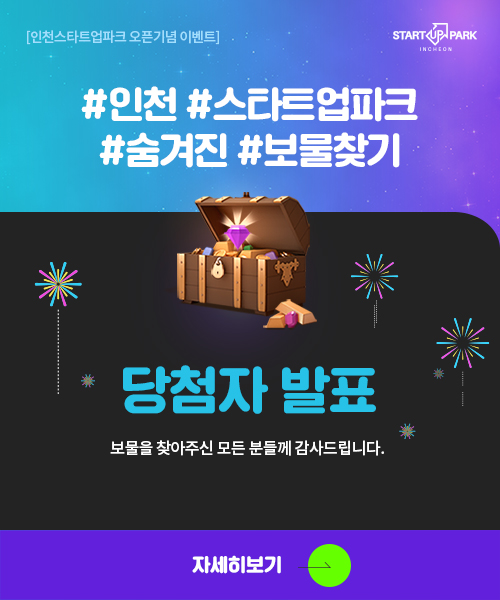 [인천스타트업파크 오픈기념 이벤트]
START UP PARK
INCHEON
#인천 #스타트업파크
#숨겨진 #보물찾기
당첨자 발표
보물을 찾아주신 모든 분들께 감사드립니다.
자세히보기